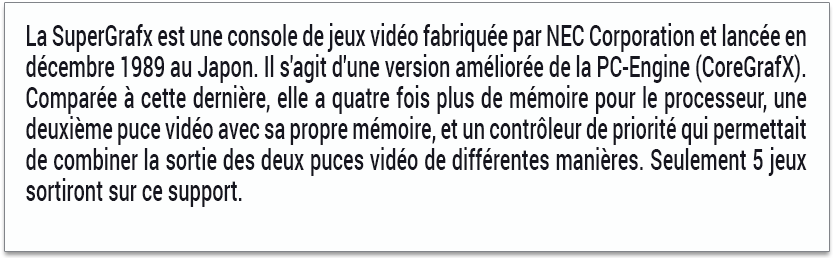 La SuperGrafx est une console de jeux vidéo fabriquée par NEC Corporation et lancée en
décembre 1989 au Japon. Il s'agit d'une version améliorée de la PC-Engine (CoreGrafX).
Comparée à cette dernière, elle a quatre fois plus de mémoire pour le processeur, une
deuxième puce vidéo avec sa propre mémoire, et un contrôleur de priorité qui permettait
de combiner la sortie des deux puces vidéo de différentes manières. Seulement 5 jeux
sortiront sur ce support.